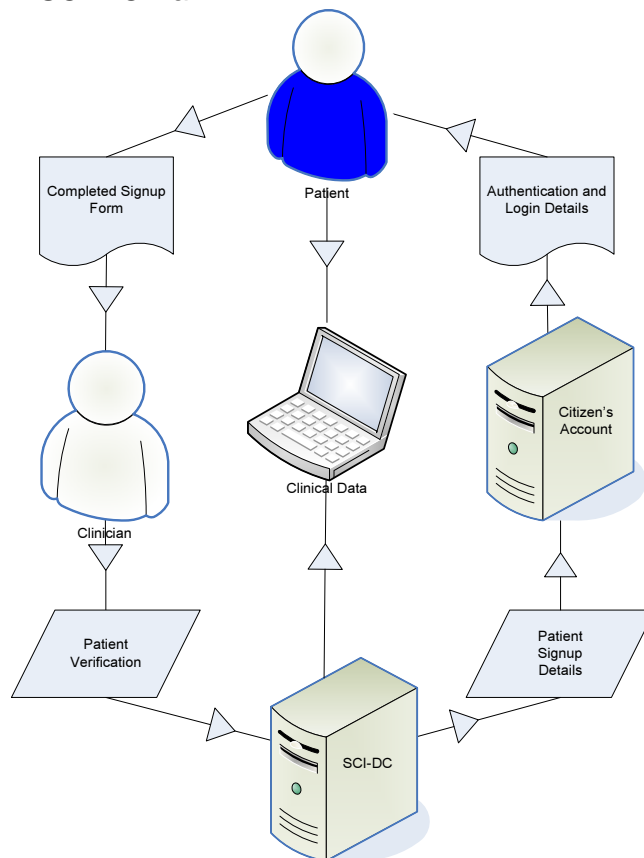 Completed Signup
Form
Patient
Authentication and
Login Details
Clinical Data
Citizen's
Account
Clinician
Patient
Verification
SCI-DC
Patient
Signup
Details